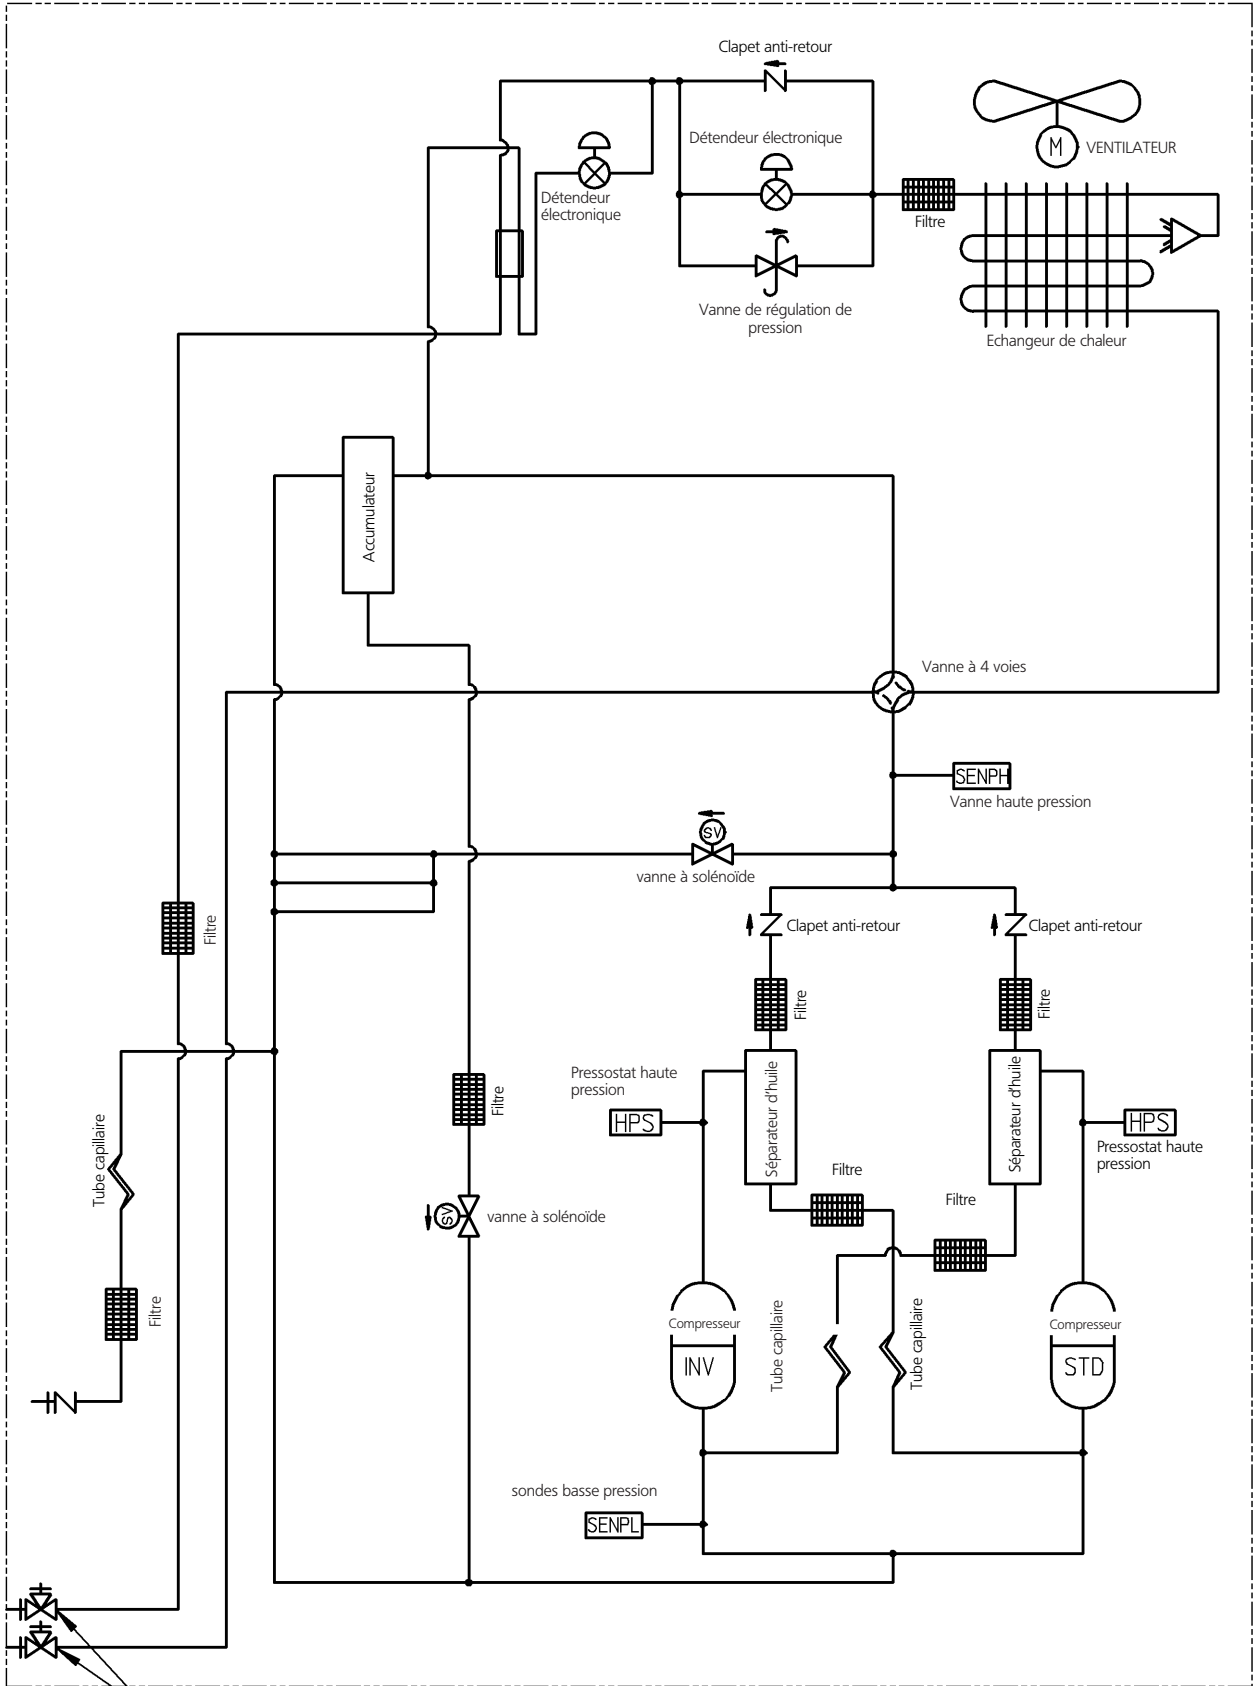 Clapet anti-retour
Détendeur électronique
M
VENTILATEUR
Détendeur
électronique
Filtre
Vanne de régulation de
pression
Echangeur de chaleur
Accumulateur
Vanne à 4 voies
SENPH
Vanne haute pression
SV
vanne à solénoïde
Filtre
Clapet anti-retour
Clapet anti-retour
Filtre
Filtre
Pressostat haute
pression
HPS
Séparateur d'huile
Séparateur d'huile
HPS
Pressostat haute
pression
Filtre
Tube capillaire
Filtre
Filtre
SV
vanne à solénoïde
Filtre
Compresseur
INV
Tube capillaire
Tube capillaire
Compresseur
STD
sondes basse pression
SENPL